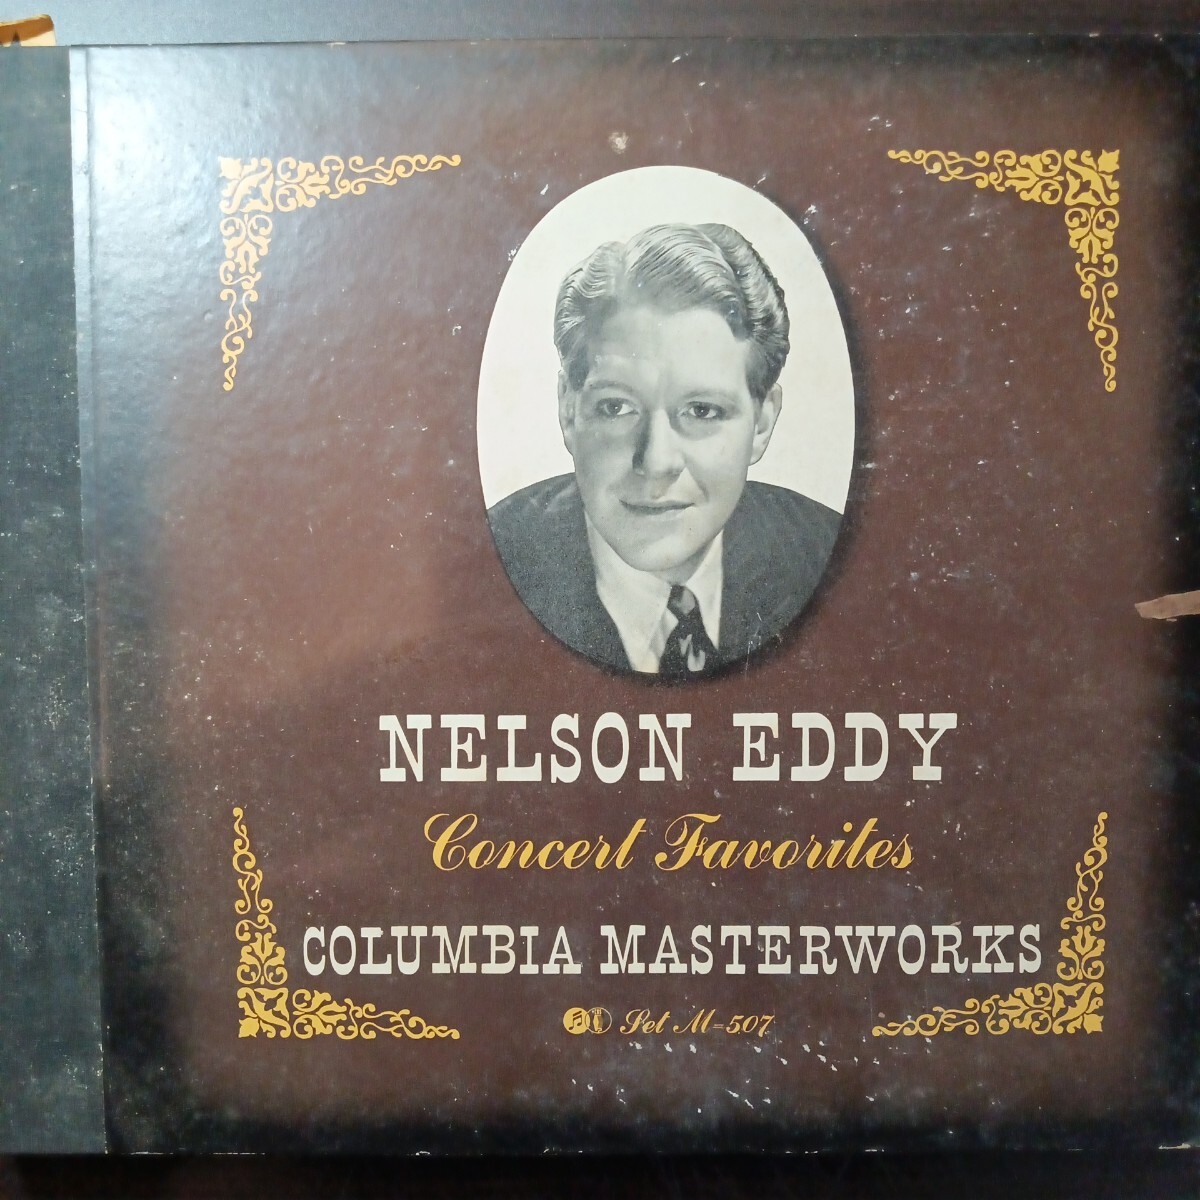 NELSON EDDY
Concert Favorites
COLUMBIA MASTERWORKS
Set M-507